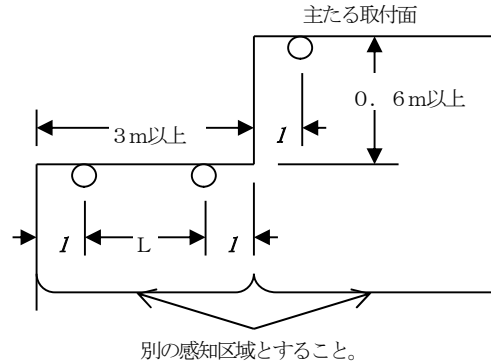 主たる取付面
0．6m以上
3m以上
l
l
L
l
別の感知区域とすること。